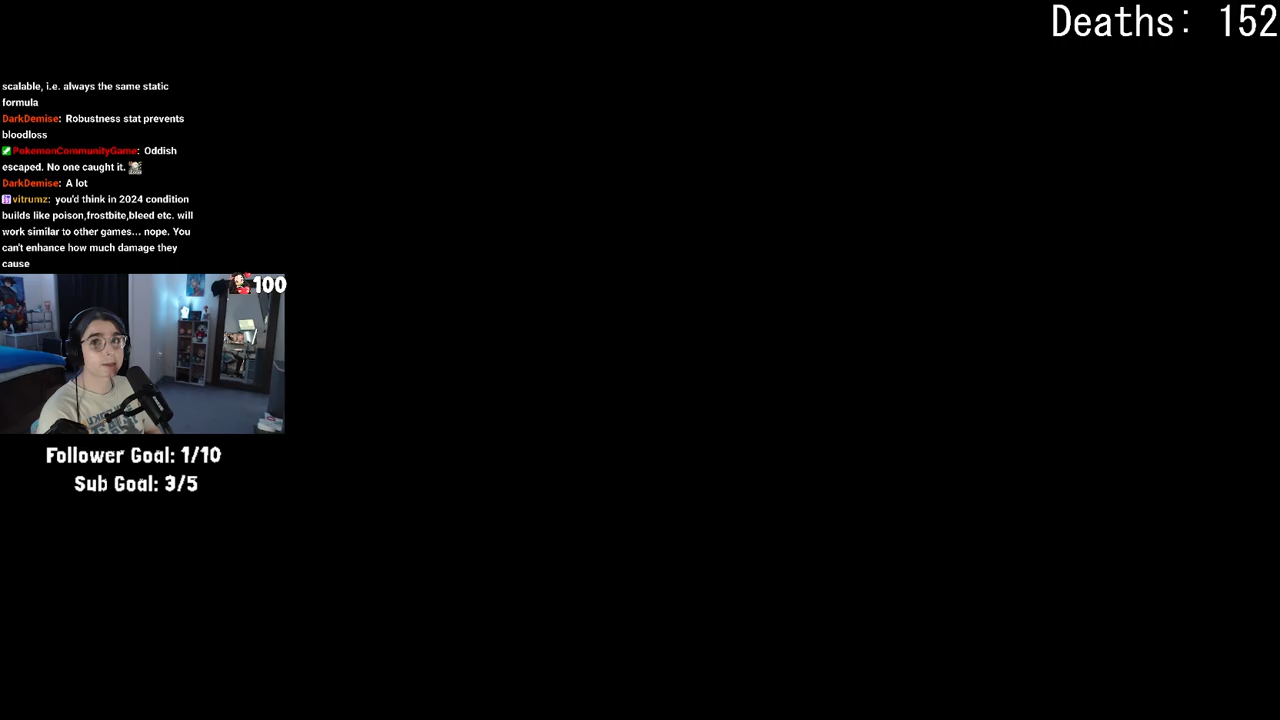 Deaths: 152
scalable, i.e. always the same static
formula
DarkDemise: Robustness stat prevents
bloodloss
PokemonCommunityGame: Oddish
escaped. No one caught it.
DarkDemise: A lot
vitrumz: you'd think in 2024 condition
builds like poison,frostbite,bleed etc. will
work similar to other games... nope. You
can't enhance how much damage they
cause
100
Follower Goal: 1/10
Sub Goal: 3/5